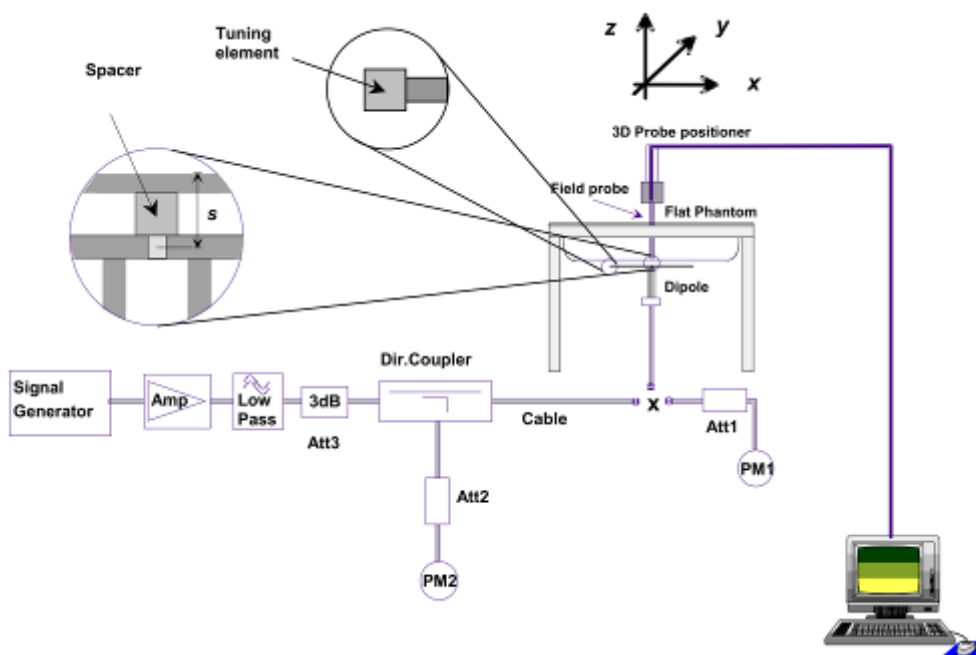 Tuning
element
Spacer
s
z
y
x
3D Probe positioner
Field probe
Flat Phantom
Dipole
Dir.Coupler
Signal
Generator
Amp
Low
Pass
3dB
Att3
Cable
x
Att1
PM1
Att2
PM2